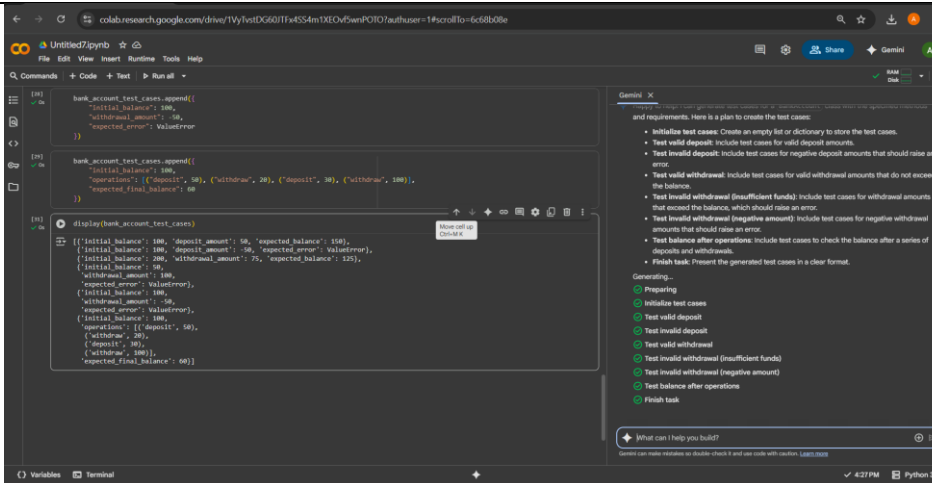 colab.research.google.com/drive/1VyTvstDG60JTFx4SS4m1XEOvf5wnPOTO?authuser=1#scrollTo=6c68b08e
Untitled7.ipynb
File Edit View Insert Runtime Tools Help
Share
Gemini
A
Commands + Code + Text Run all
RAM
Disk
[28]
0s
bank_account_test_cases.append({
"initial_balance": 100,
"withdrawal_amount": -50,
"expected_error": ValueError
})
[29]
0s
bank_account_test_cases.append({
"initial_balance": 100,
"operations": [("deposit", 50), ("withdraw", 20), ("deposit", 30), ("withdraw", 100)],
"expected_final_balance": 60
})
[31]
0s
display(bank_account_test_cases)
Move cell up
Ctrl+M K
[{'initial_balance': 100, 'deposit_amount': 50, 'expected_balance': 150},
{'initial_balance': 100, 'deposit_amount': -50, 'expected_error': ValueError},
{'initial_balance': 200, 'withdrawal_amount': 75, 'expected_balance': 125},
{'initial_balance': 50,
'withdrawal_amount': 100,
'expected_error': ValueError},
{'initial_balance': 100,
'withdrawal_amount': -50,
'expected_error': ValueError},
{'initial_balance': 100,
'operations': [('deposit', 50),
('withdraw', 20),
('deposit', 30),
('withdraw', 100)],
'expected_final_balance': 60}]
Gemini X
and requirements. Here is a plan to create the test cases:
• Initialize test cases: Create an empty list or dictionary to store the test cases.
• Test valid deposit: Include test cases for valid deposit amounts.
• Test invalid deposit: Include test cases for negative deposit amounts that should raise an
error.
• Test valid withdrawal: Include test cases for valid withdrawal amounts that do not exceed
the balance.
• Test invalid withdrawal (insufficient funds): Include test cases for withdrawal amounts
that exceed the balance, which should raise an error.
• Test invalid withdrawal (negative amount): Include test cases for negative withdrawal
amounts that should raise an error.
• Test balance after operations: Include test cases to check the balance after a series of
deposits and withdrawals.
• Finish task: Present the generated test cases in a clear format.
Generating...
Preparing
Initialize test cases
Test valid deposit
Test invalid deposit
Test valid withdrawal
Test invalid withdrawal (insufficient funds)
Test invalid withdrawal (negative amount)
Test balance after operations
Finish task
What can I help you build?
Gemini can make mistakes so double-check it and use code with caution. Learn more
Variables Terminal
4:27 PM Python 3